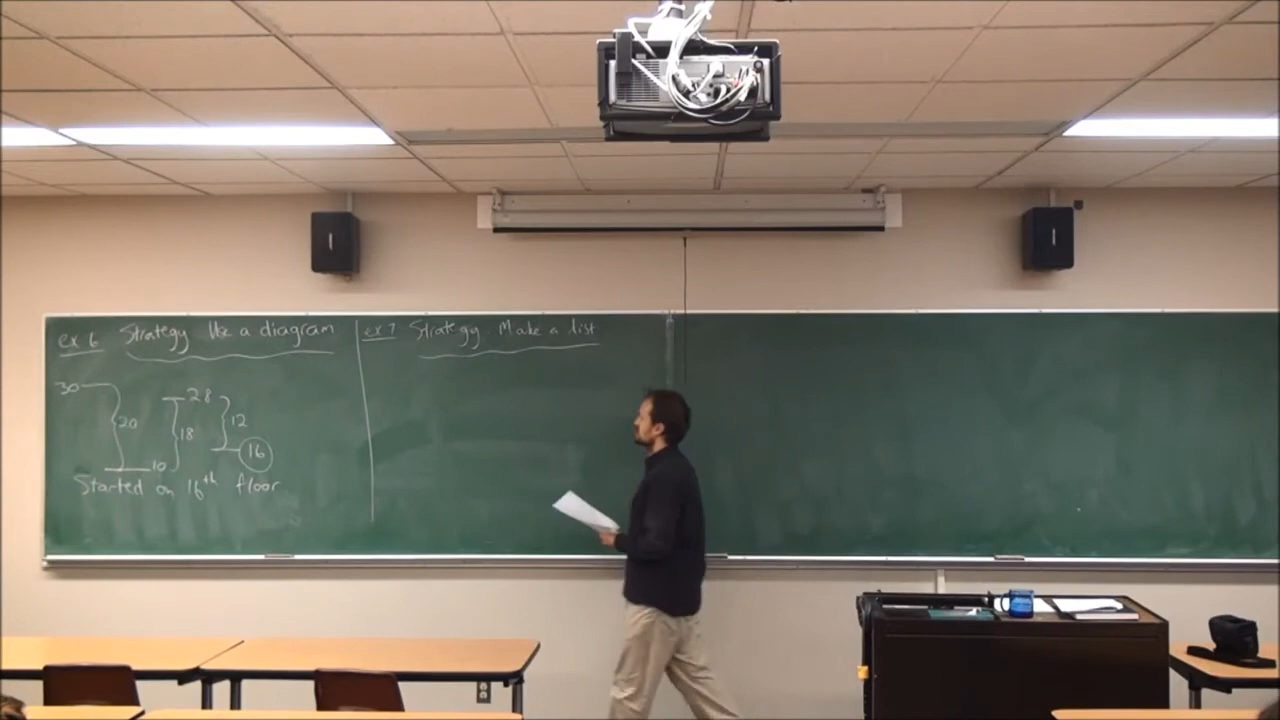 ex 6 Strategy Use a diagram
30
20
10
18
28
12
16
Started on 16th floor
ex 7 Strategy. Make a list